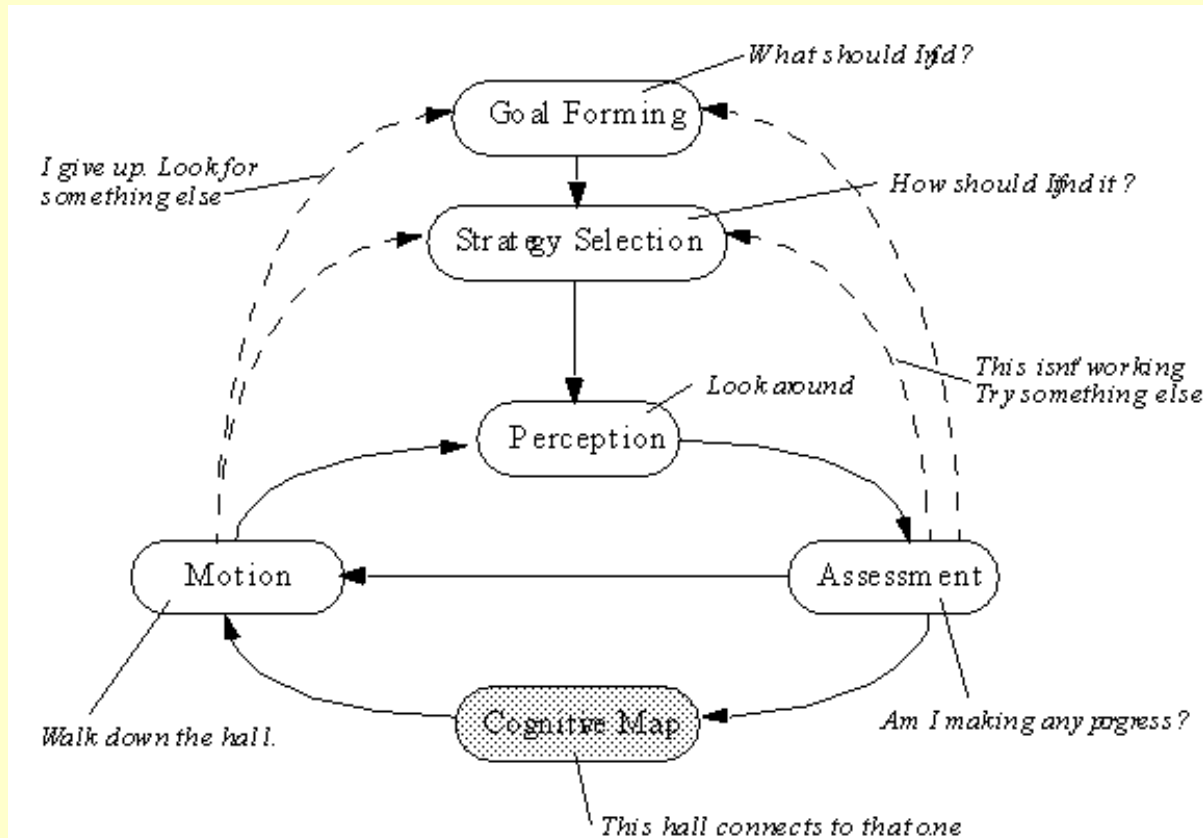 What should I find?
Goal Forming
I give up. Look for
something else
How should I find it?
Strategy Selection
This isn't working
Try something else
Look around
Perception
Motion
Assessment
Cognitive Map
Walk down the hall.
Am I making any progress?
This hall connects to that one